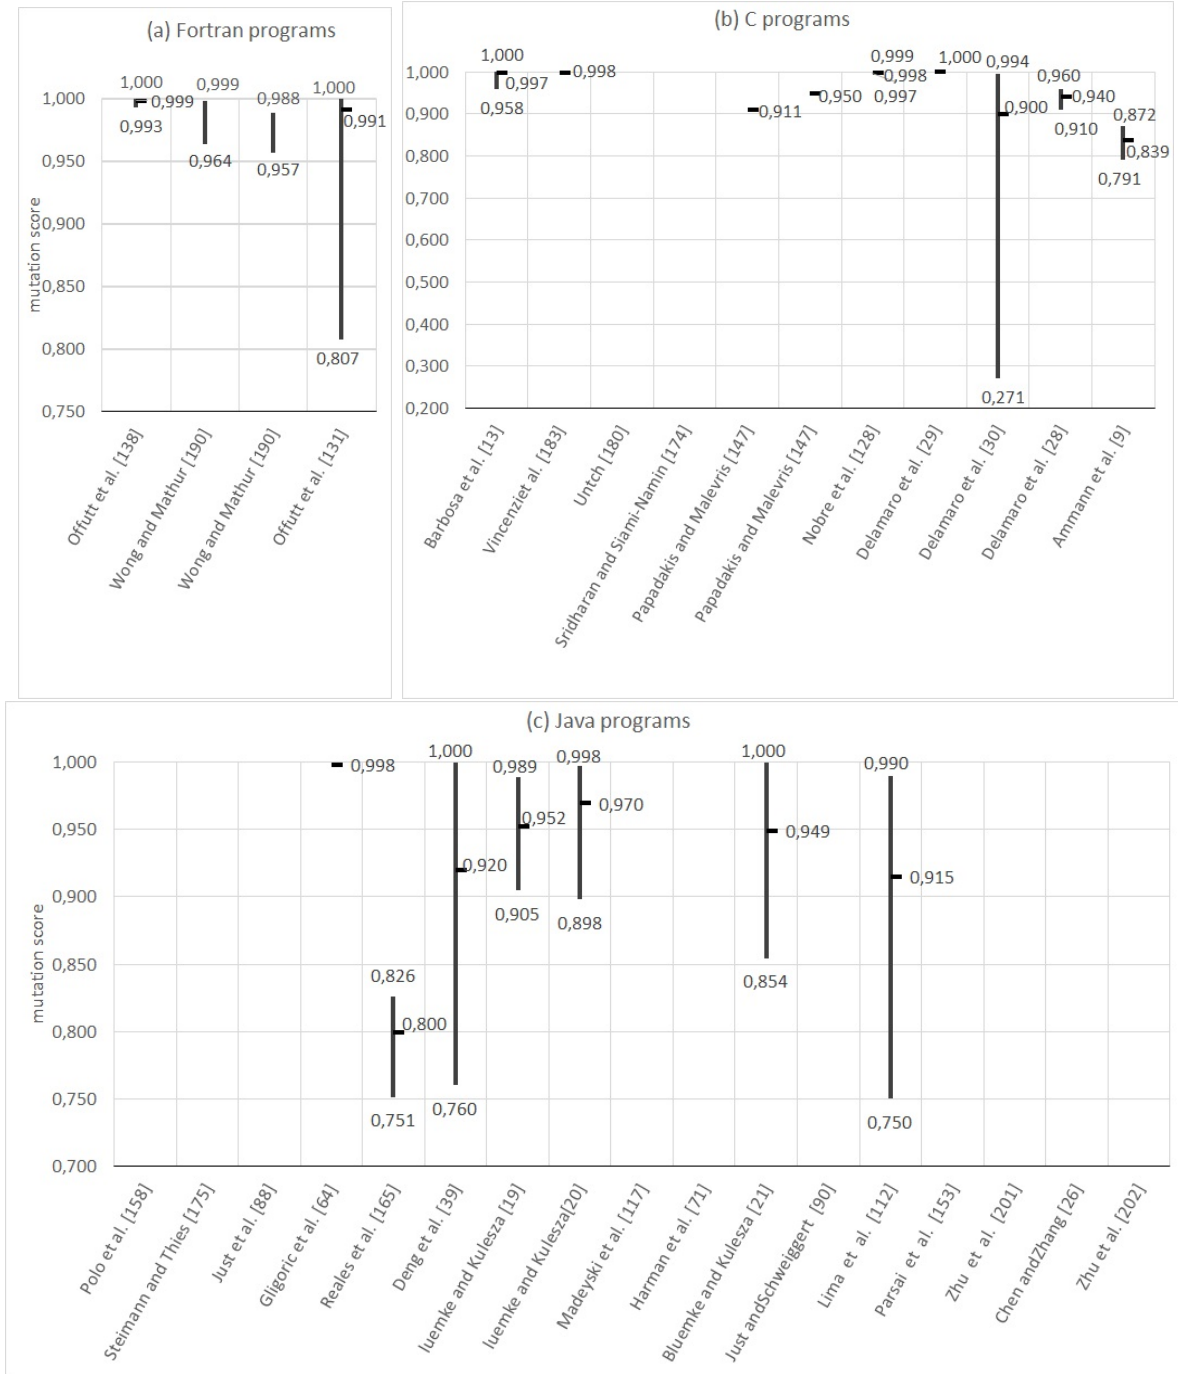 (a) Fortran programs
mutation score
1,000
0,950
0,900
0,850
0,800
0,750
1,000
0,999
0,993
0,999
0,964
0,988
0,957
1,000
0,991
0,807
Offutt et al. [138]
Wong and Mathur [190]
Wong and Mathur [190]
Offutt et al. [131]
(b) C programs
1,000
0,900
0,800
0,700
0,600
0,500
0,400
0,300
0,200
1,000
0,997
0,958
0,998
0,911
0,950
0,999
0,998
0,997
1,000
0,994
0,900
0,271
0,960
0,940
0,910
0,872
0,839
0,791
Barbosa et al. [13]
Vincenziet al. [183]
Untch [180]
Sridharan and Siami-Namin [174]
Papadakis and Malevris [147]
Papadakis and Malevris [147]
Nobre et al. [128]
Delamaro et al. [29]
Delamaro et al. [30]
Delamaro et al. [28]
Ammann et al. [9]
(c) Java programs
mutation score
1,000
0,950
0,900
0,850
0,800
0,750
0,700
0,998
0,826
0,800
0,751
1,000
0,920
0,760
0,989
0,952
0,905
0,998
0,970
0,898
1,000
0,949
0,854
0,990
0,915
0,750
Polo et al. [158]
Steimann and Thies [175]
Just et al. [88]
Gligoric et al. [64]
Reales et al. [165]
Deng et al. [39]
luemke and Kulesza [19]
luemke and Kulesza[20]
Madeyski et al. [117]
Harman et al. [71]
Bluemke and Kulesza [21]
Just andSchweiggert [90]
Lima et al. [112]
Parsai et al. [153]
Zhu et al. [201]
Chen andZhang [26]
Zhu et al. [202]